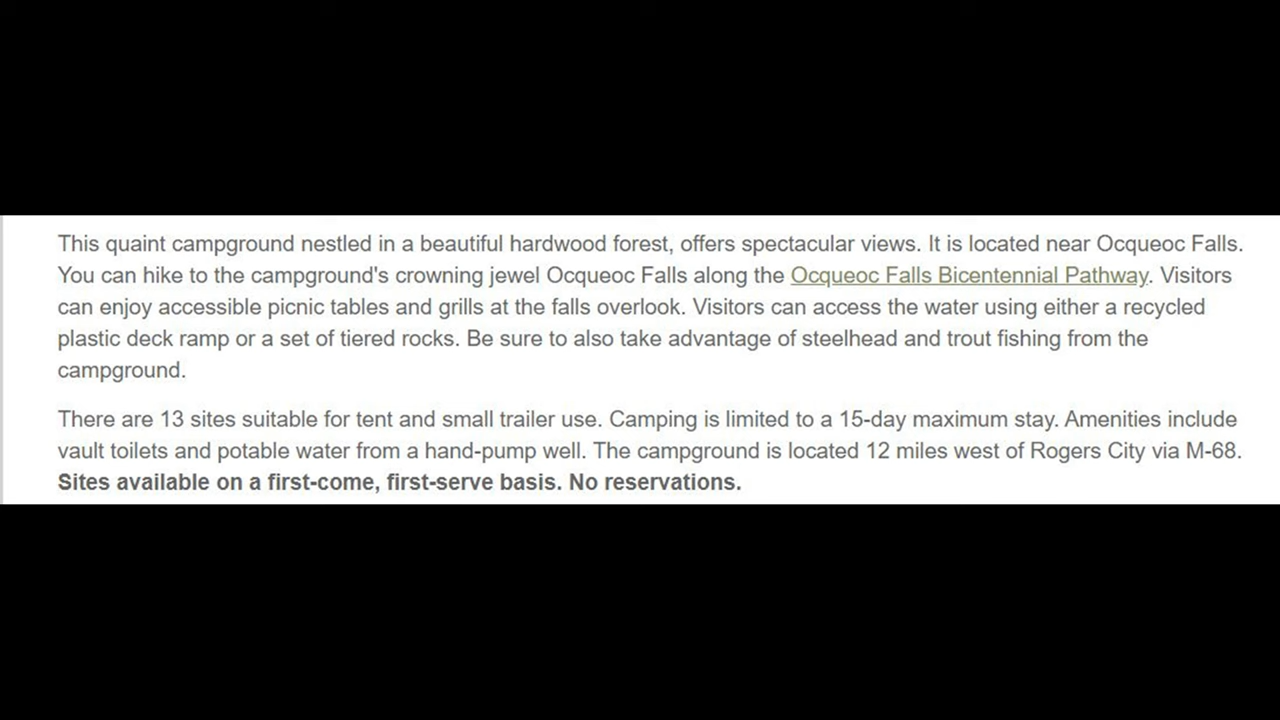 This quaint campground nestled in a beautiful hardwood forest, offers spectacular views. It is located near Ocqueoc Falls.
You can hike to the campground's crowning jewel Ocqueoc Falls along the Ocqueoc Falls Bicentennial Pathway. Visitors
can enjoy accessible picnic tables and grills at the falls overlook. Visitors can access the water using either a recycled
plastic deck ramp or a set of tiered rocks. Be sure to also take advantage of steelhead and trout fishing from the
campground.
There are 13 sites suitable for tent and small trailer use. Camping is limited to a 15-day maximum stay. Amenities include
vault toilets and potable water from a hand-pump well. The campground is located 12 miles west of Rogers City via M-68.
Sites available on a first-come, first-serve basis. No reservations.